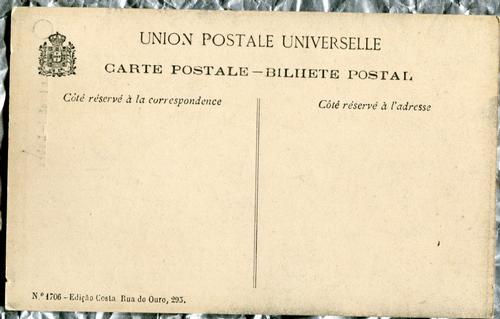 UNION POSTALE UNIVERSELLE
CARTE POSTALE – BILHETE POSTAL
Côté réservé à la correspondence
Côté réservé à l'adresse
N.º 1706 – Edição Costa Rua do Ouro, 295.